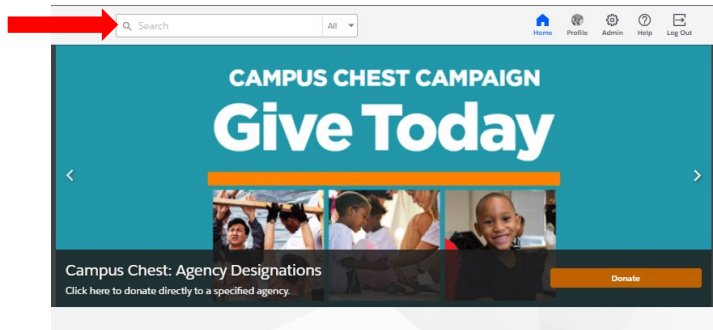 Search All
Home Profile Admin Help Log Out
CAMPUS CHEST CAMPAIGN
Give Today
Campus Chest: Agency Designations
Click here to donate directly to a specified agency.
Donate